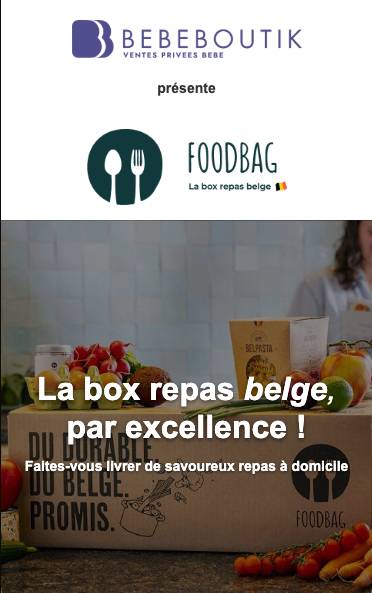 BEBEBOUTIK
VENTES PRIVEES BEBE
présente
FOODBAG
La box repas belge
BELPASTA
La box repas belge,
par excellence !
Faites-vous livrer de savoureux repas à domicile
DU DURABLE.
DU BELGE.
PROMIS.
FOODBAG